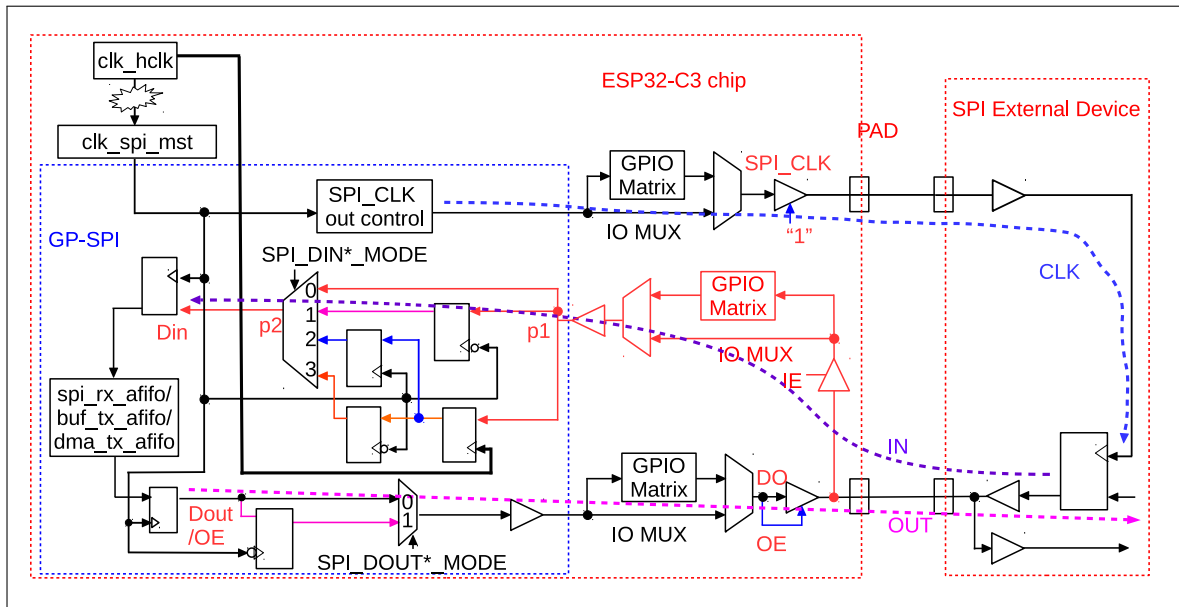 clk_hclk
ESP32-C3 chip
SPI External Device
PAD
clk_spi_mst
SPI_CLK
GPIO
Matrix
SPI_CLK
out control
IO MUX
“1”
GP-SPI
SPI_DIN*_MODE
CLK
0
1
2
3
GPIO
Matrix
Din
p2
p1
IO MUX
IE
spi_rx_afifo/
buf_tx_afifo/
dma_tx_afifo
IN
GPIO
Matrix
DO
0
1
Dout
/OE
OUT
IO MUX
OE
SPI_DOUT*_MODE